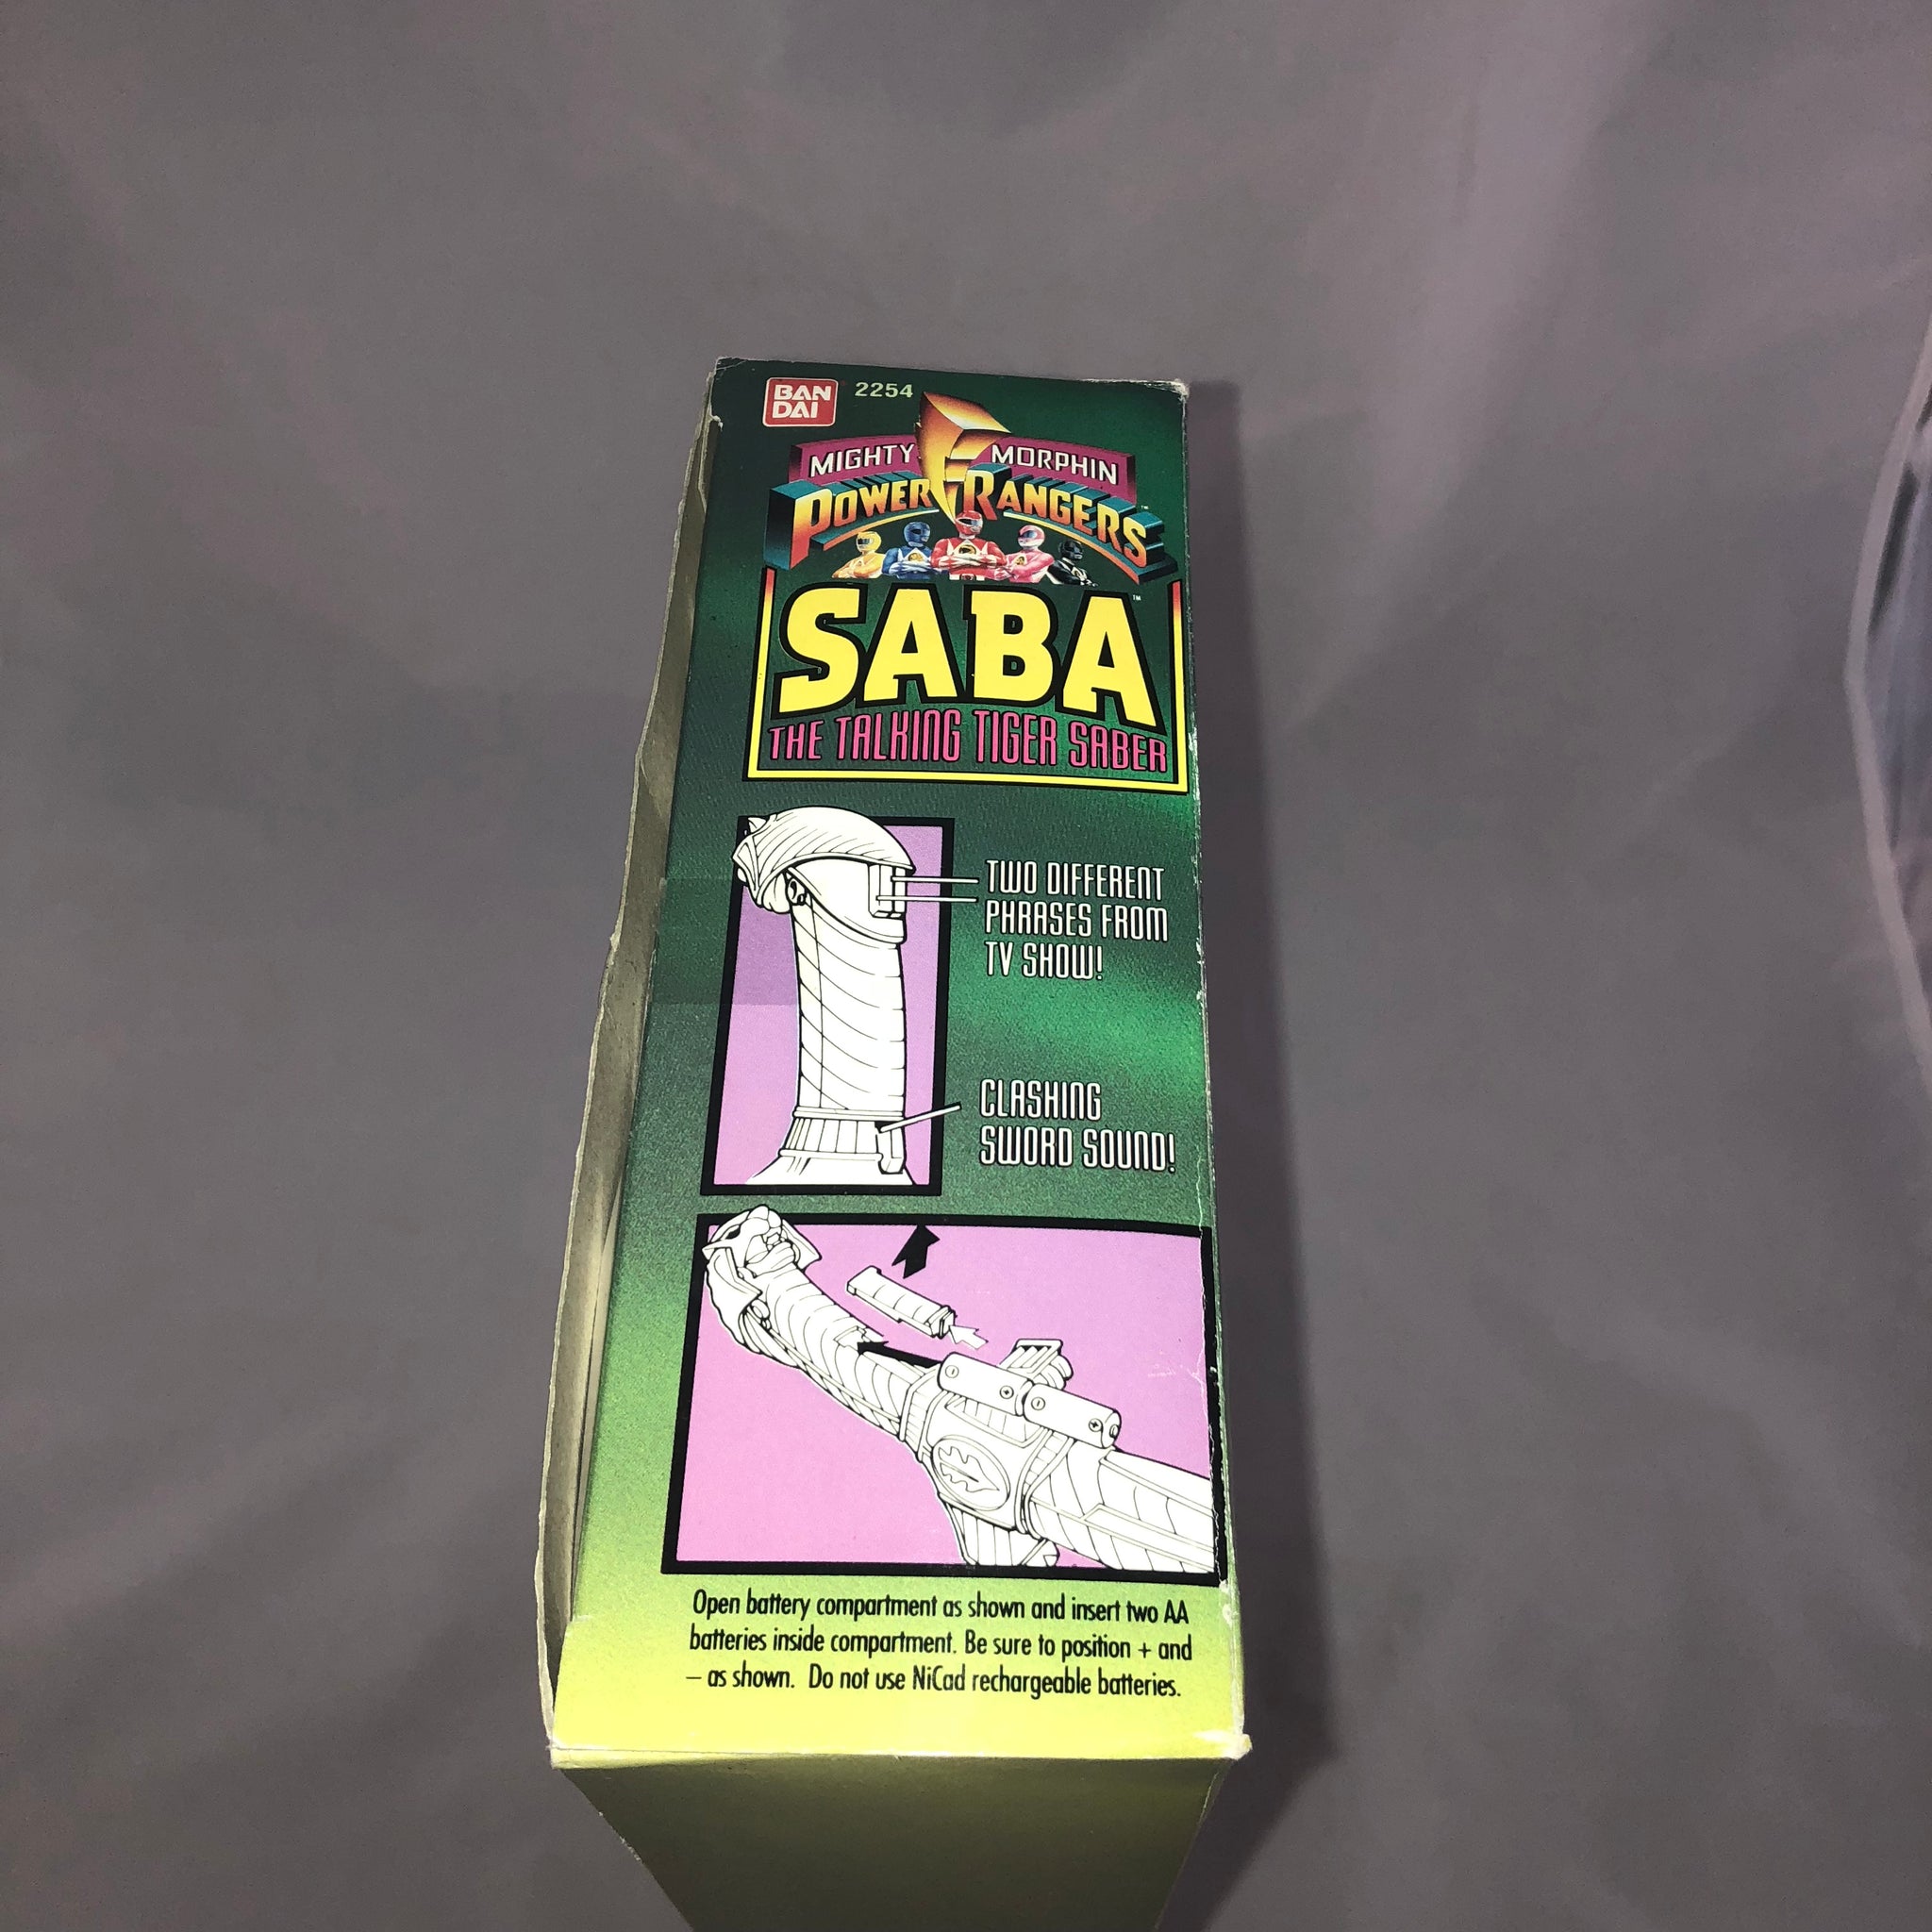 BAN
DAI
2254
MIGHTY MORPHIN
POWER RANGERS™
SABA™
THE TALKING TIGER SABER
TWO DIFFERENT
PHRASES FROM
TV SHOW!
CLASHING
SWORD SOUND!
Open battery compartment as shown and insert two AA
batteries inside compartment. Be sure to position + and
– as shown. Do not use NiCad rechargeable batteries.